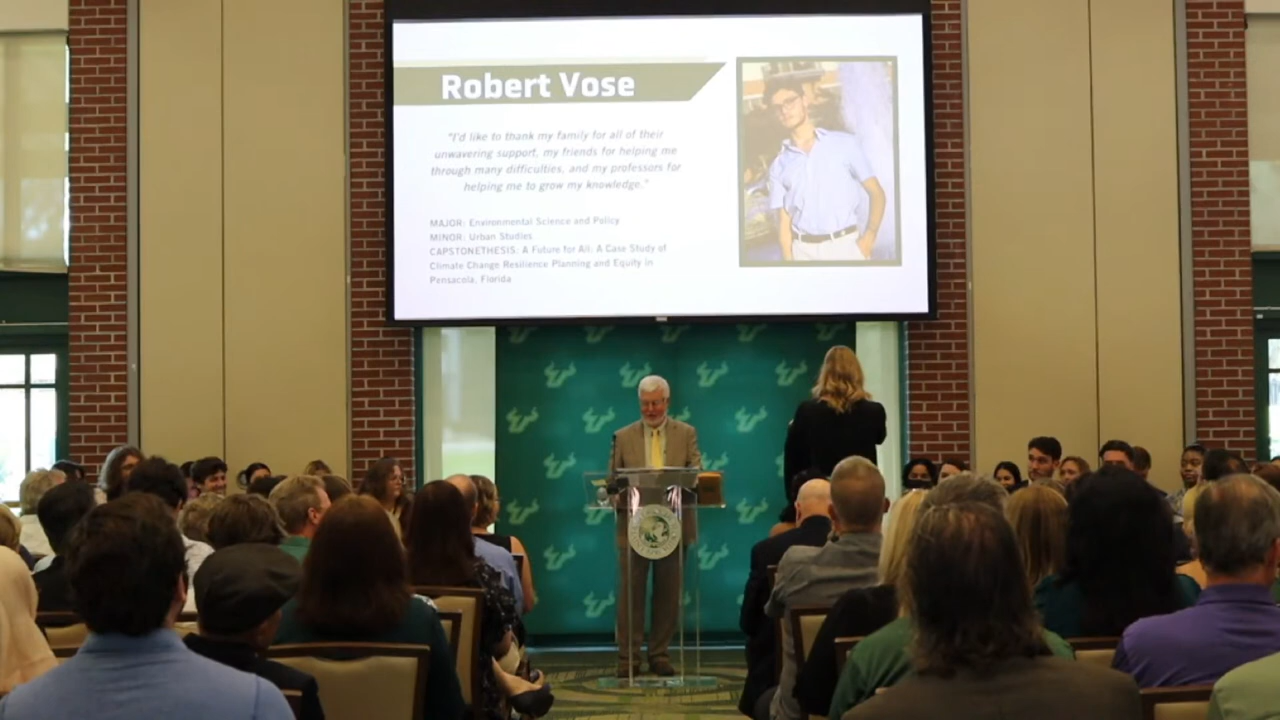 Robert Vose
"I'd like to thank my family for all of their
unwavering support, my friends for helping me
through many difficulties, and my professors for
helping me to grow my knowledge."
MAJOR: Environmental Science and Policy
MINOR: Urban Studies
CAPSTONETHESIS: A Future for All: A Case Study of
Climate Change Resilience Planning and Equity in
Pensacola, Florida